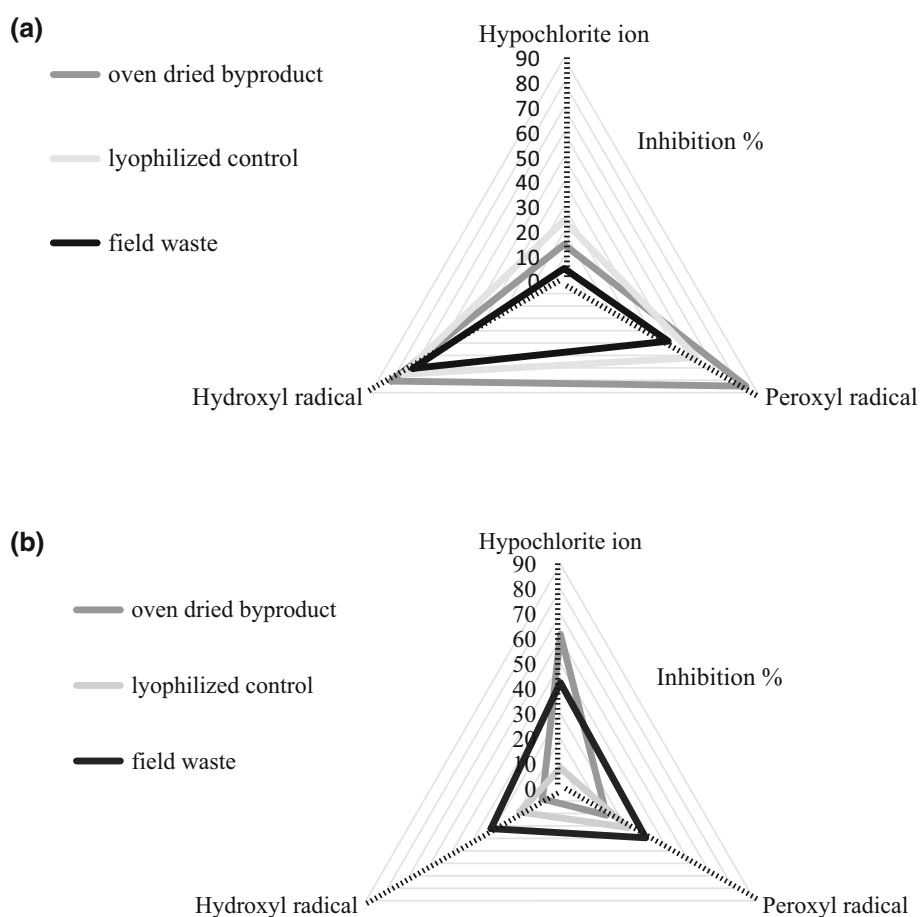 (a)
Hypochlorite ion
oven dried byproduct
lyophilized control
field waste
90
80
70
60
50
40
30
20
10
0
Inhibition %
Hydroxyl radical
Peroxyl radical
(b)
Hypochlorite ion
oven dried byproduct
lyophilized control
field waste
90
80
70
60
50
40
30
20
10
0
Inhibition %
Hydroxyl radical
Peroxyl radical